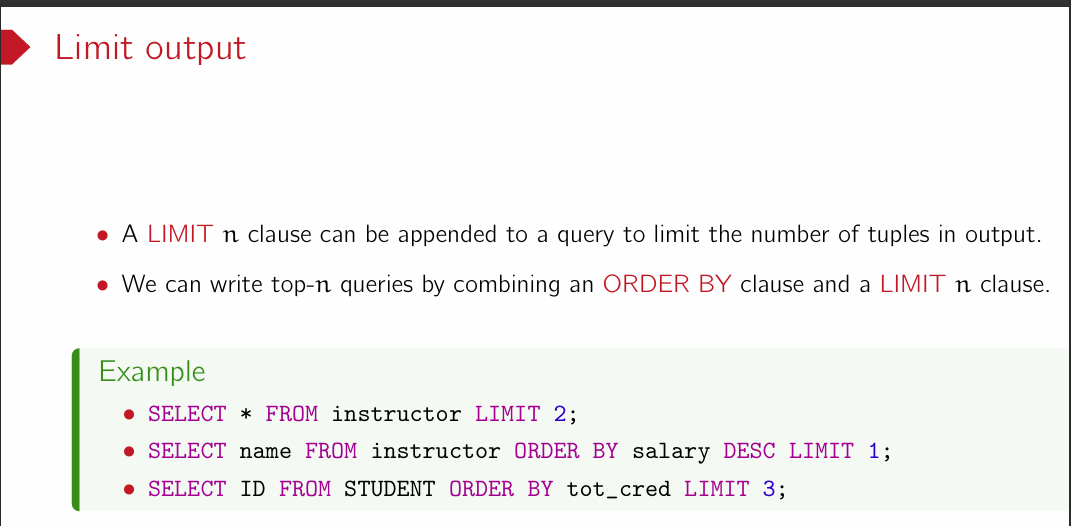 Limit output
• A LIMIT n clause can be appended to a query to limit the number of tuples in output.
• We can write top-n queries by combining an ORDER BY clause and a LIMIT n clause.
Example
• SELECT * FROM instructor LIMIT 2;
• SELECT name FROM instructor ORDER BY salary DESC LIMIT 1;
• SELECT ID FROM STUDENT ORDER BY tot_cred LIMIT 3;